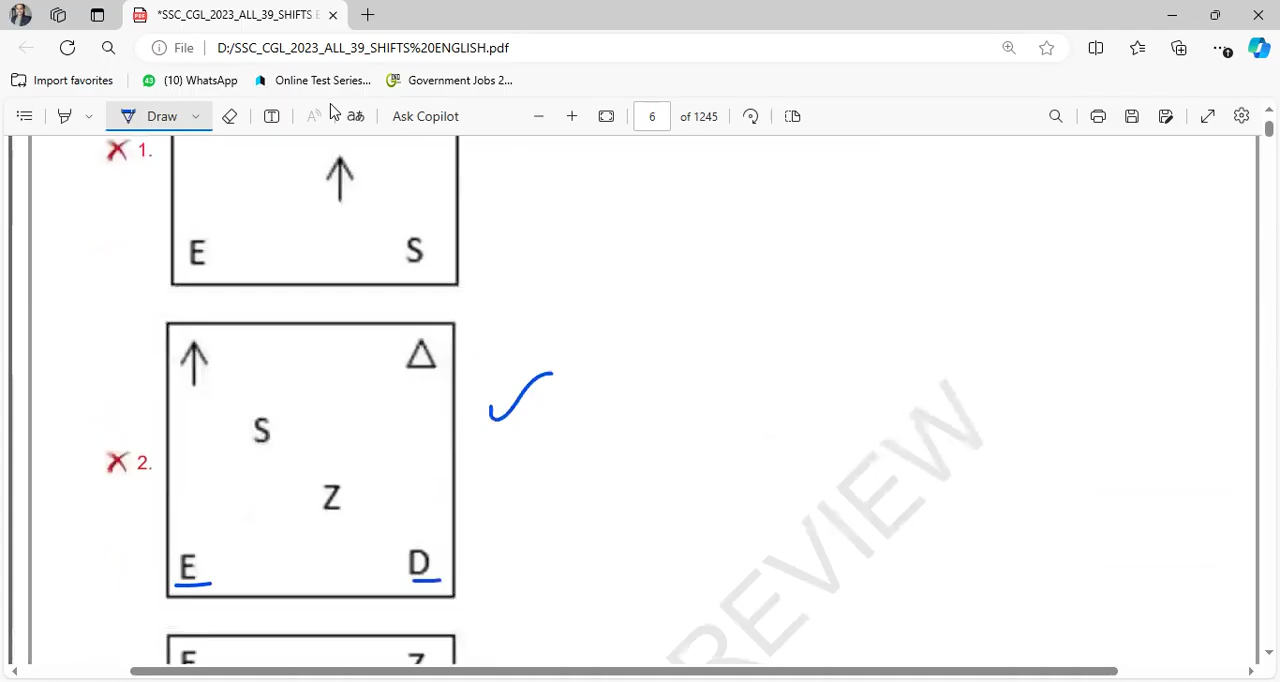 *SSC_CGL_2023_ALL_39_SHIFTS E
File D:/SSC_CGL_2023_ALL_39_SHIFTS%20ENGLISH.pdf
Import favorites (10) WhatsApp Online Test Series... Government Jobs 2...
Draw Ask Copilot 6 of 1245
1.
E S
2.
S
Z
E D
E Z
REVIEW